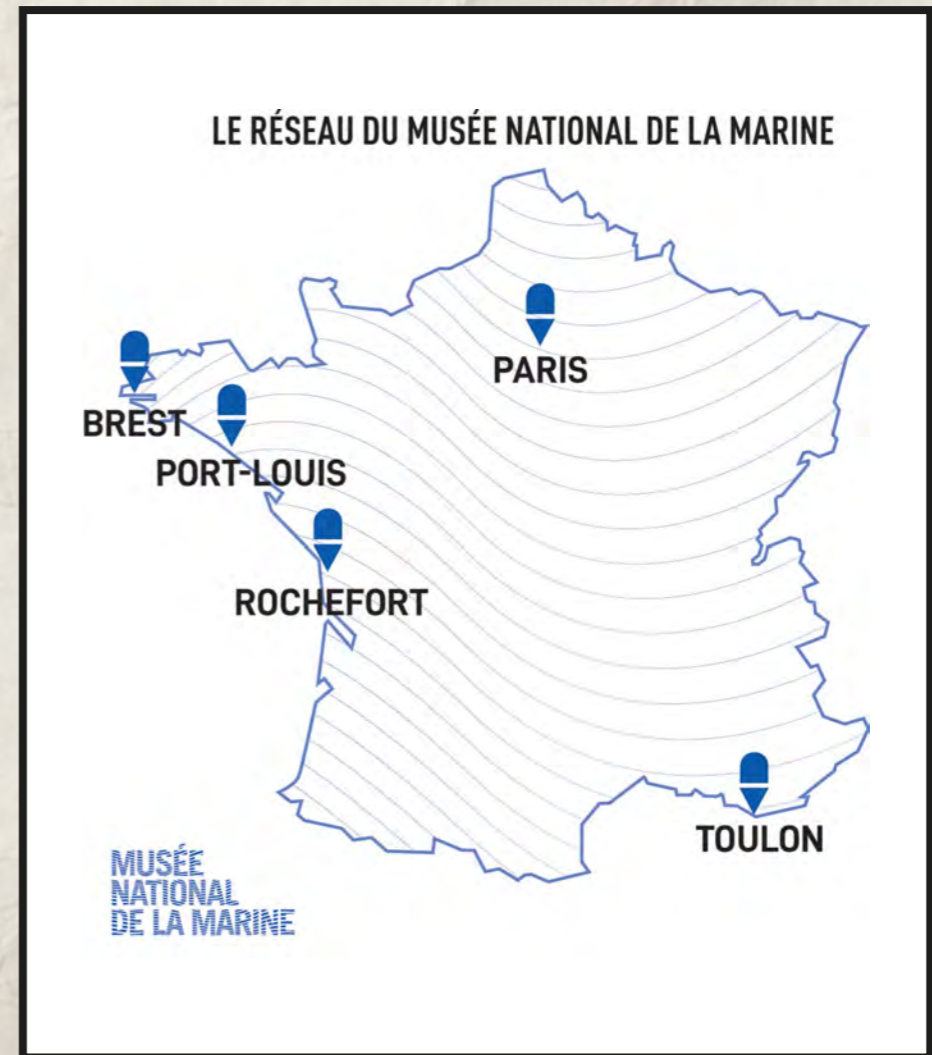 LE RÉSEAU DU MUSÉE NATIONAL DE LA MARINE
PARIS
BREST
PORT-LOUIS
ROCHEFORT
TOULON
MUSÉE
NATIONAL
DE LA MARINE